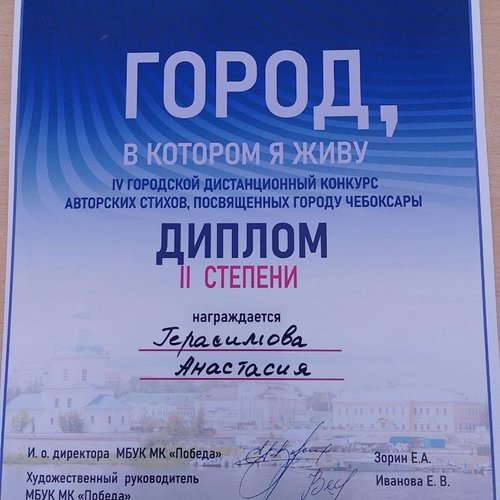 ГОРОД,
В КОТОРОМ Я ЖИВУ
IV ГОРОДСКОЙ ДИСТАНЦИОННЫЙ КОНКУРС
АВТОРСКИХ СТИХОВ, ПОСВЯЩЕННЫХ ГОРОДУ ЧЕБОКСАРЫ
ДИПЛОМ
II СТЕПЕНИ
награждается
Герасимова
Анастасия
И. о. директора МБУК МК «Победа» Зорин Е.А.
Художественный руководитель Иванова Е. В.
МБУК МК «Победа»